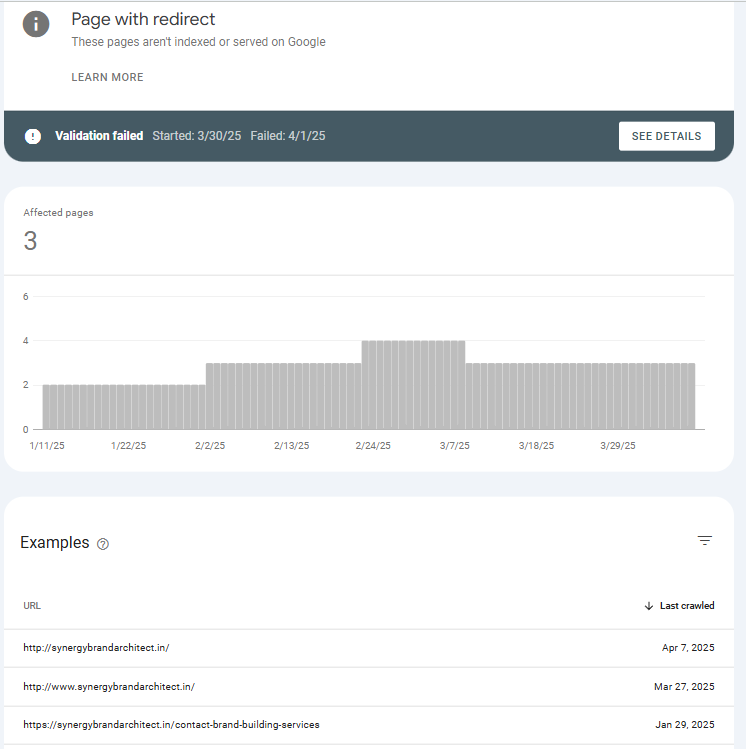 Page with redirect
These pages aren't indexed or served on Google
LEARN MORE
Validation failed Started: 3/30/25 Failed: 4/1/25
SEE DETAILS
Affected pages
3
6
4
2
0
1/11/25 1/22/25 2/2/25 2/13/25 2/24/25 3/7/25 3/18/25 3/29/25
Examples
URL Last crawled
http://synergybrandarchitect.in/ Apr 7, 2025
http://www.synergybrandarchitect.in/ Mar 27, 2025
https://synergybrandarchitect.in/contact-brand-building-services Jan 29, 2025